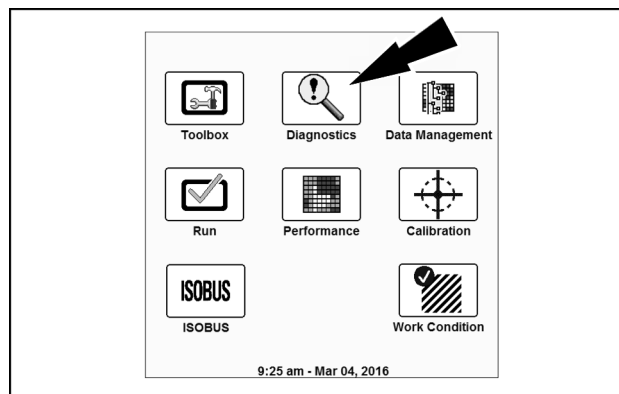 Toolbox
Diagnostics
Data Management
Run
Performance
Calibration
ISOBUS
ISOBUS
Work Condition
9:25 am - Mar 04, 2016